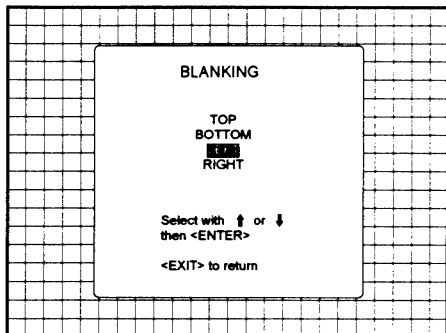 BLANKING
TOP
BOTTOM
RIGHT
Select with ↑ or ↓
then <ENTER>
<EXIT> to return